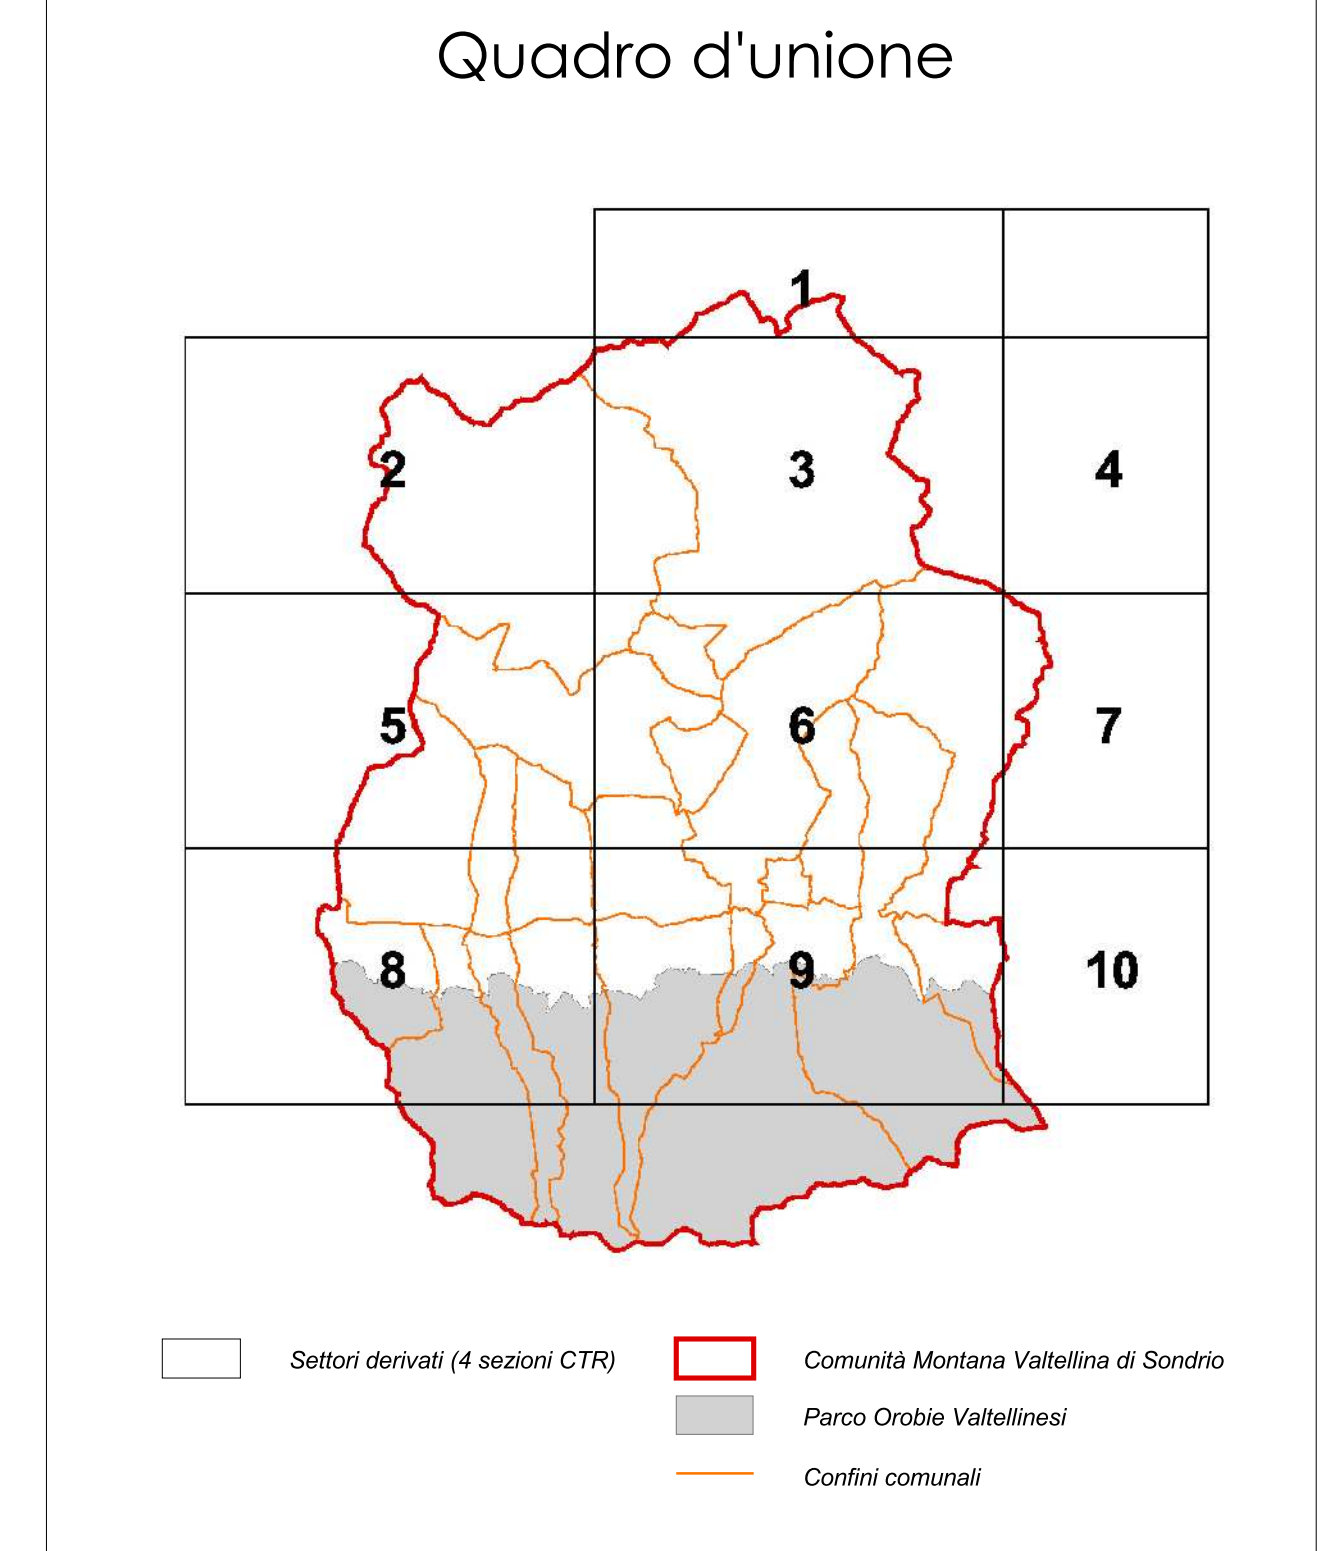 Quadro d'unione
1
2
3
4
5
6
7
8
9
10
Settori derivati (4 sezioni CTR)
Comunità Montana Valtellina di Sondrio
Parco Orobie Valtellinesi
Confini comunali